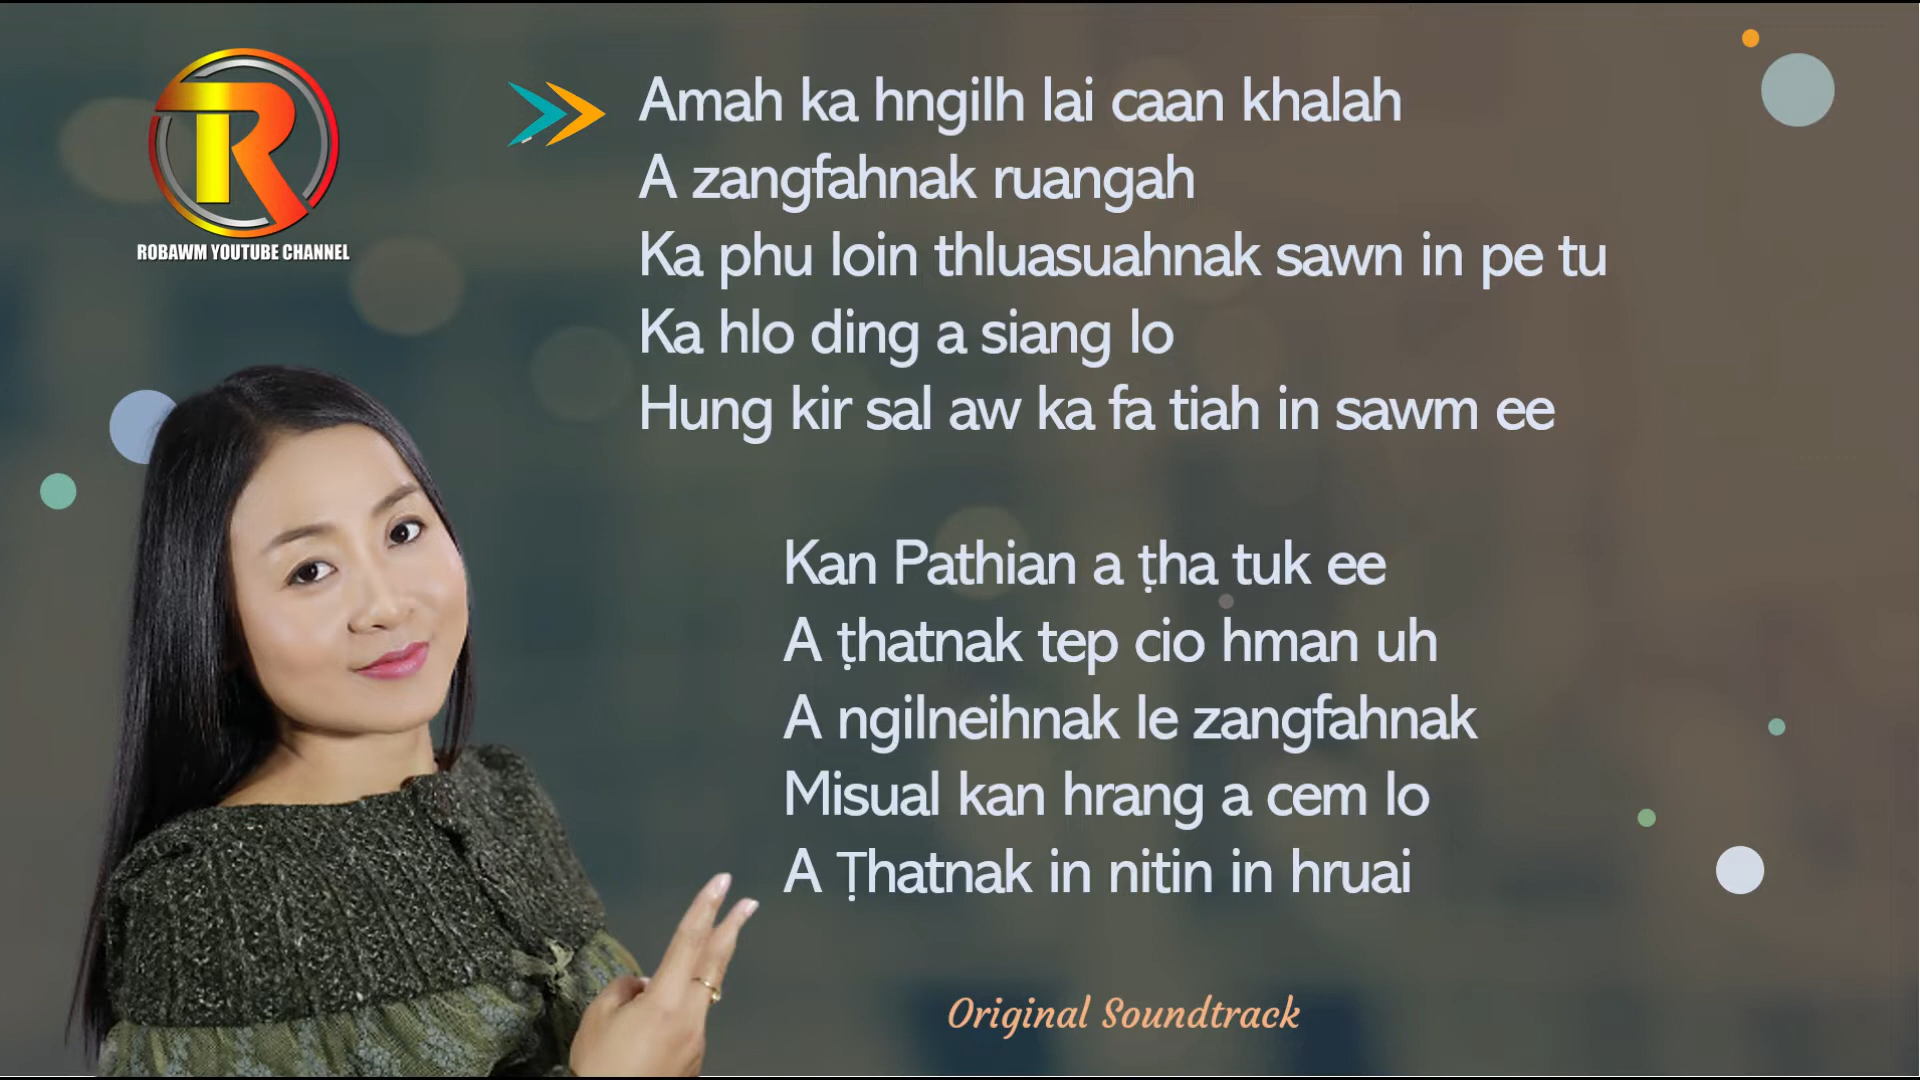 ROBAWM YOUTUBE CHANNEL
Amah ka hngilh lai caan khalah
A zangfahnak ruangah
Ka phu loin thluasuahnak sawn in pe tu
Ka hlo ding a siang lo
Hung kir sal aw ka fa tiah in sawm ee
Kan Pathian a ṭha tuk ee
A ṭhatnak tep cio hman uh
A ngilneihnak le zangfahnak
Misual kan hrang a cem lo
A Ṭhatnak in nitin in hruai
Original Soundtrack